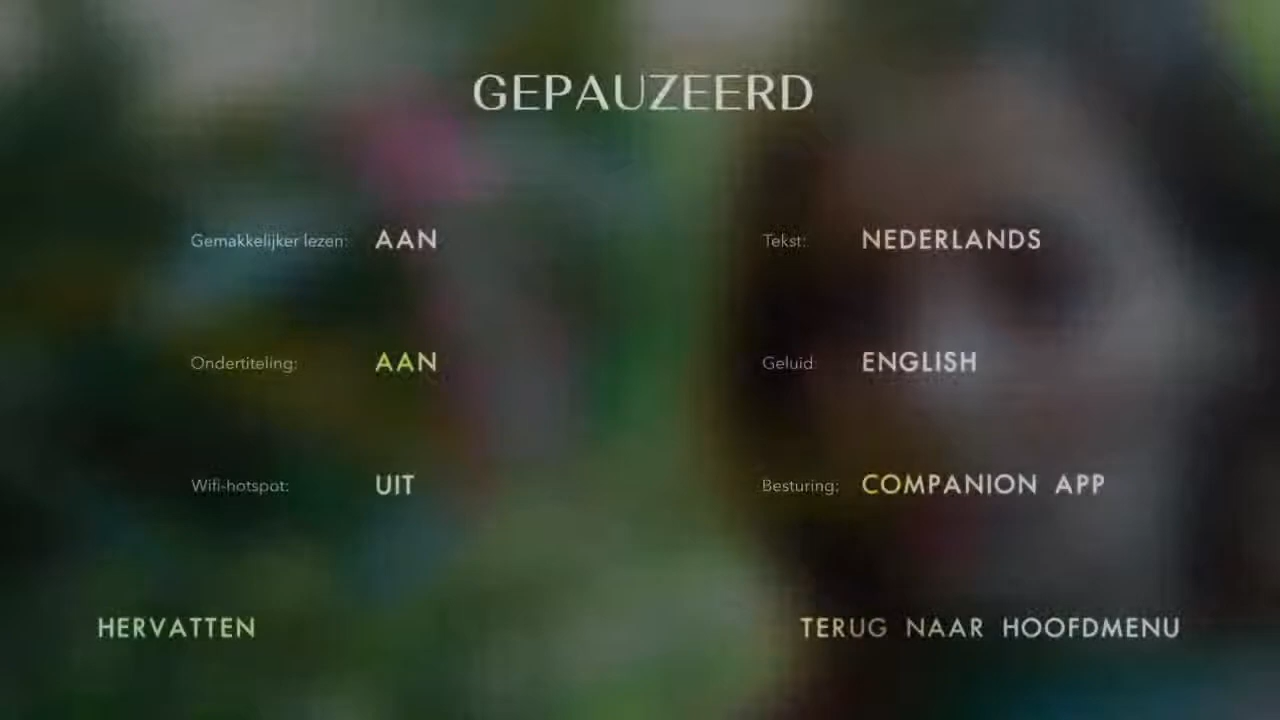 GEPAUZEERD
Gemakkelijker lezen: AAN
Tekst: NEDERLANDS
Ondertiteling: AAN
Geluid: ENGLISH
Wifi-hotspot: UIT
Besturing: COMPANION APP
HERVATTEN
TERUG NAAR HOOFDMENU